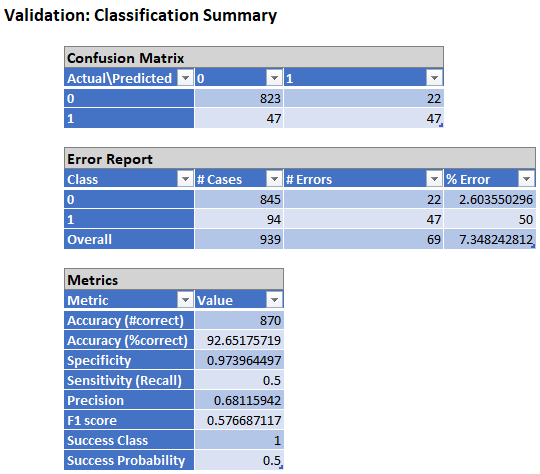 Validation: Classification Summary
Confusion Matrix
Actual\Predicted 0 1
0 823 22
1 47 47
Error Report
Class # Cases # Errors % Error
0 845 22 2.603550296
1 94 47 50
Overall 939 69 7.348242812
Metrics
Metric Value
Accuracy (#correct) 870
Accuracy (%correct) 92.65175719
Specificity 0.973964497
Sensitivity (Recall) 0.5
Precision 0.68115942
F1 score 0.576687117
Success Class 1
Success Probability 0.5